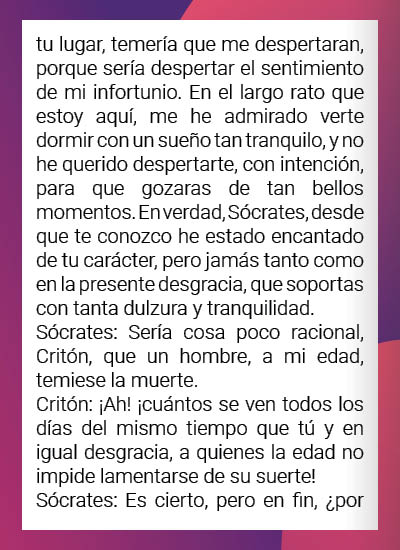 tu lugar, temería que me despertaran,
porque sería despertar el sentimiento
de mi infortunio. En el largo rato que
estoy aquí, me he admirado verte
dormir con un sueño tan tranquilo, y no
he querido despertarte, con intención,
para que gozaras de tan bellos
momentos. En verdad, Sócrates, desde
que te conozco he estado encantado
de tu carácter, pero jamás tanto como
en la presente desgracia, que soportas
con tanta dulzura y tranquilidad.
Sócrates: Sería cosa poco racional,
Critón, que un hombre, a mi edad,
temiese la muerte.
Critón: ¡Ah! ¡cuántos se ven todos los
días del mismo tiempo que tú y en
igual desgracia, a quienes la edad no
impide lamentarse de su suerte!
Sócrates: Es cierto, pero en fin, ¿por